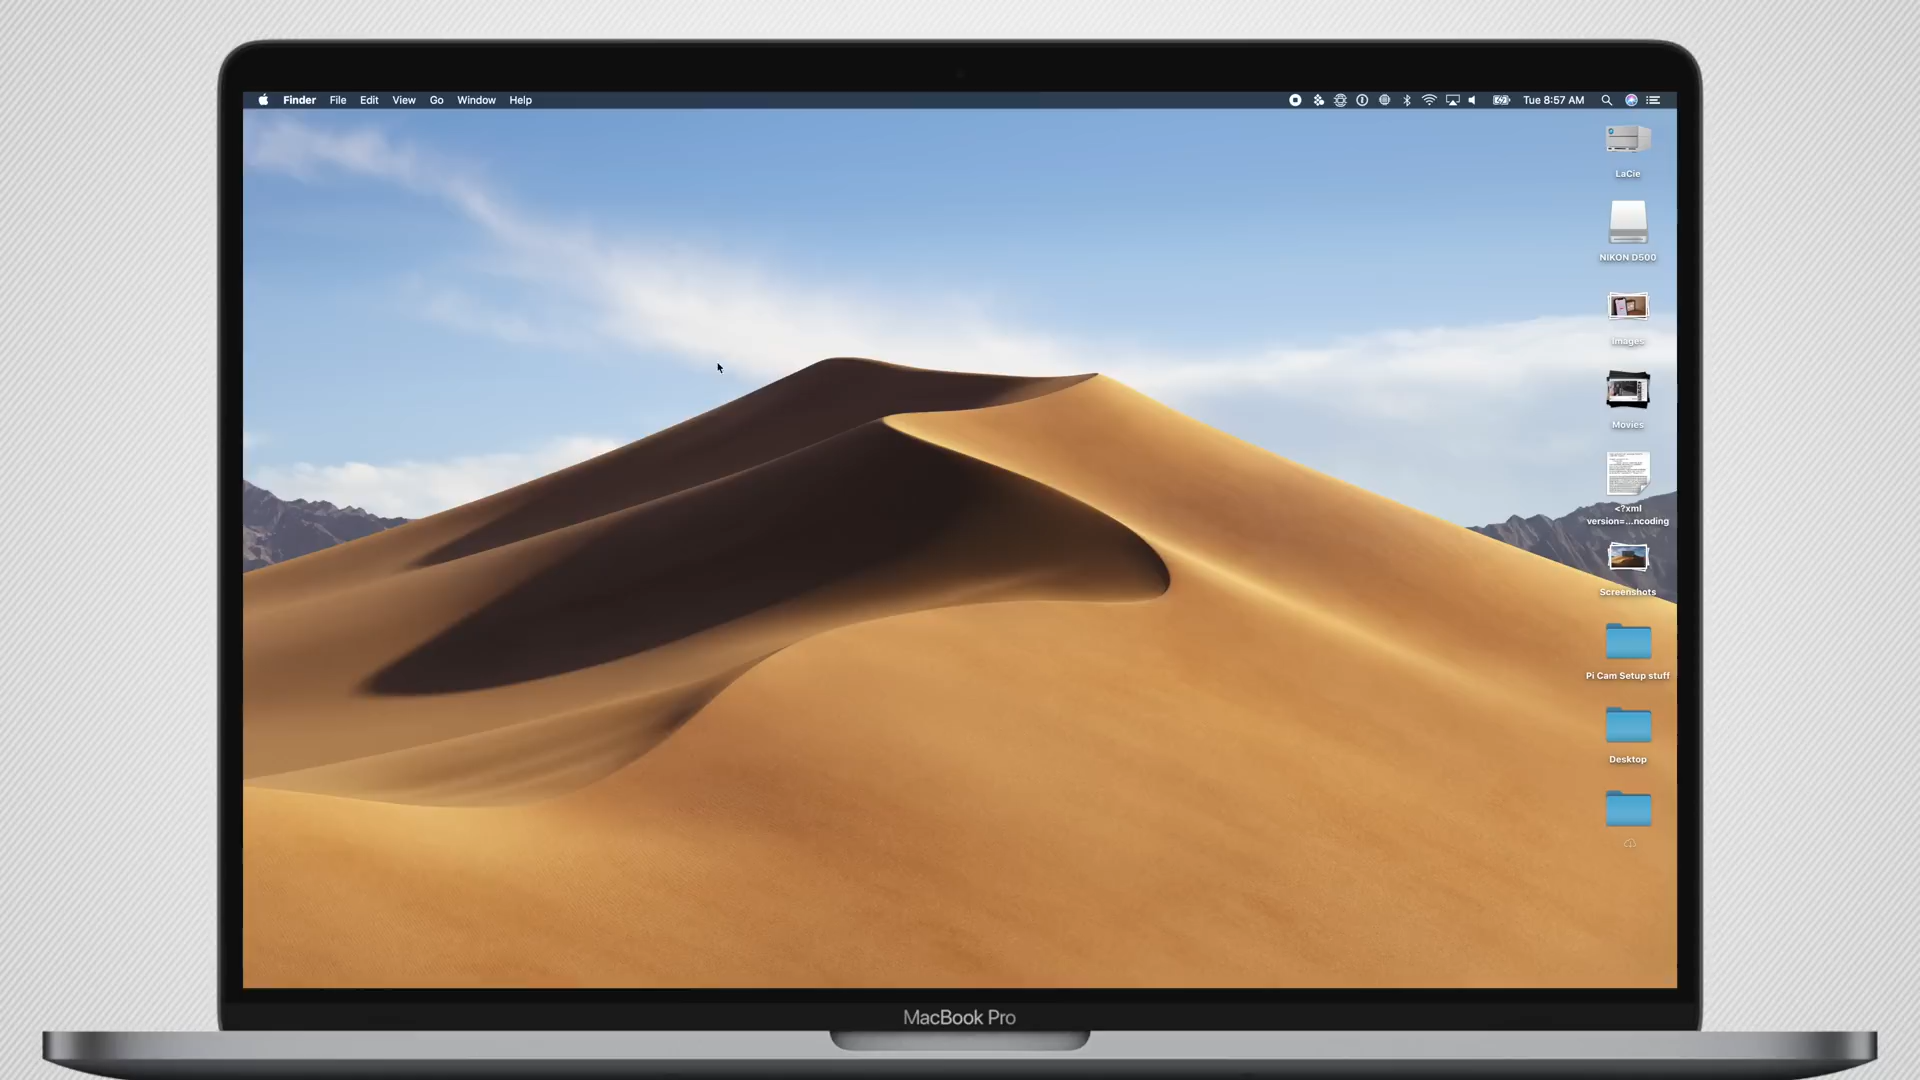 Finder File Edit View Go Window Help Tue 8:57 AM
LaCie
NIKON D500
Images
Movies
<?xml
version=...ncoding
Screenshots
Pi Cam Setup stuff
Desktop
MacBook Pro